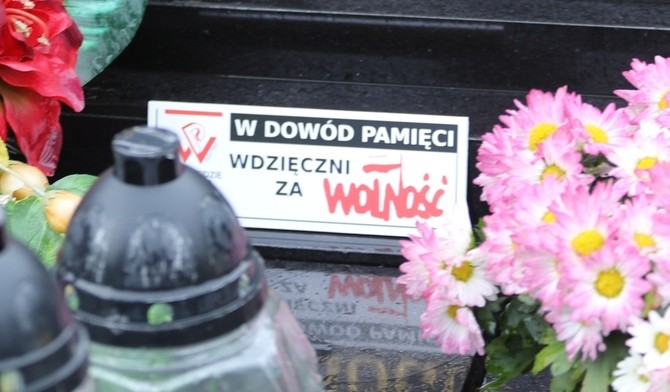 W DOWÓD PAMIĘCI
WDZIĘCZNI
ZA WOLNOŚĆ